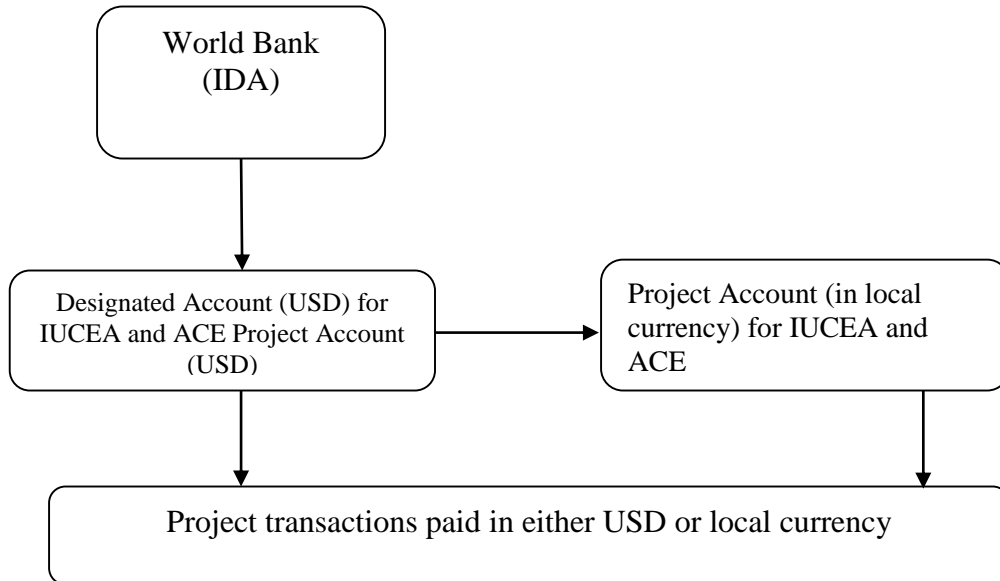 World Bank
(IDA)
Designated Account (USD) for
IUCEA and ACE Project Account
(USD)
Project Account (in local
currency) for IUCEA and
ACE
Project transactions paid in either USD or local currency